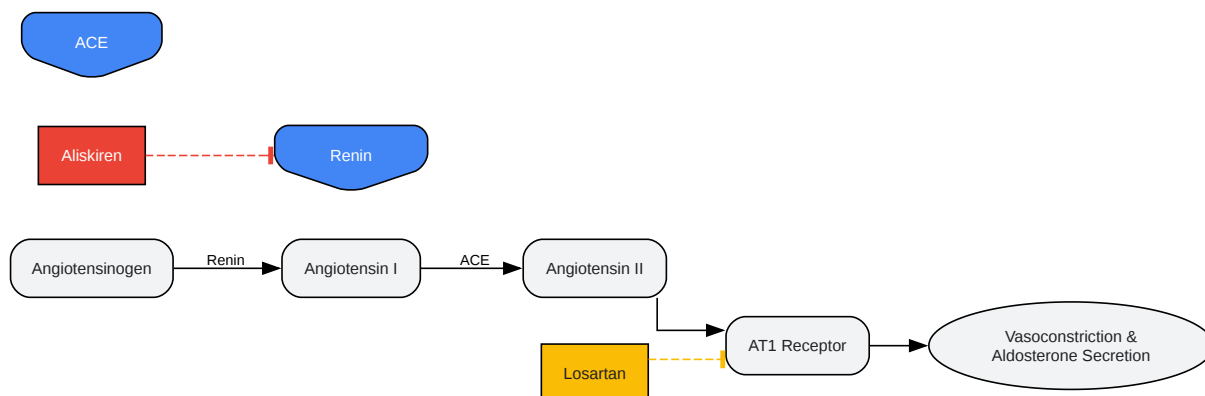 ACE
Aliskiren
Renin
Angiotensinogen
Renin
Angiotensin I
ACE
Angiotensin II
AT1 Receptor
Vasoconstriction &
Aldosterone Secretion
Losartan